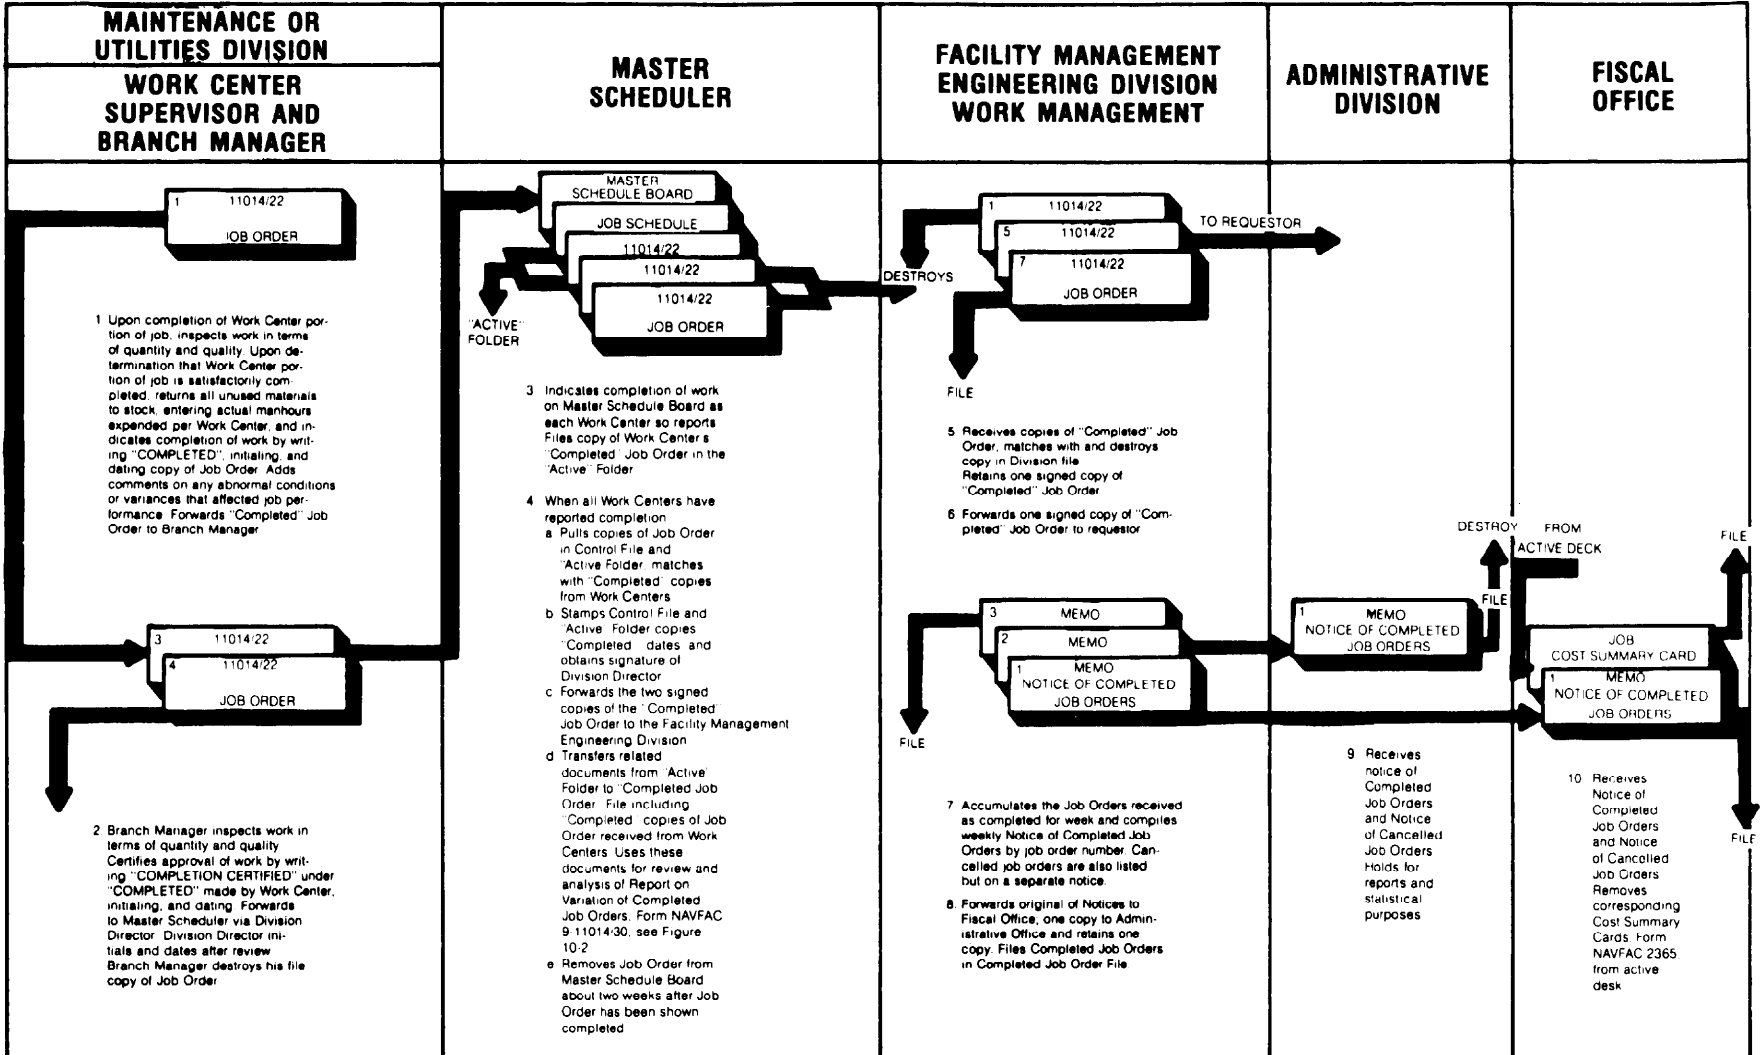 MAINTENANCE OR
UTILITIES DIVISION
WORK CENTER
SUPERVISOR AND
BRANCH MANAGER
MASTER
SCHEDULER
FACILITY MANAGEMENT
ENGINEERING DIVISION
WORK MANAGEMENT
ADMINISTRATIVE
DIVISION
FISCAL
OFFICE
1 11014/22
JOB ORDER
1 Upon completion of Work Center por-
tion of job, inspects work in terms
of quantity and quality. Upon de-
termination that Work Center por-
tion of job is satisfactorily com-
pleted, returns all unused materials
to stock, entering actual manhours
expended per Work Center, and in-
dicates completion of work by writ-
ing "COMPLETED", initialing, and
dating copy of Job Order Adds
comments on any abnormal conditions
or variances that affected job per-
formance Forwards "Completed" Job
Order to Branch Manager
3 11014/22
4 11014/22
JOB ORDER
2 Branch Manager inspects work in
terms of quantity and quality
Certifies approval of work by writ-
ing "COMPLETION CERTIFIED" under
"COMPLETED" made by Work Center,
initialing, and dating Forwards
to Master Scheduler via Division
Director Division Director ini-
tials and dates after review
Branch Manager destroys his file
copy of Job Order
MASTER
SCHEDULE BOARD
JOB SCHEDULE
11014/22
11014/22
11014/22
JOB ORDER
"ACTIVE"
FOLDER
3 Indicates completion of work
on Master Schedule Board as
each Work Center so reports
Files copy of Work Center s
"Completed" Job Order in the
"Active" Folder
4 When all Work Centers have
reported completion
a Pulls copies of Job Order
in Control File and
"Active Folder, matches
with "Completed" copies
from Work Centers
b Stamps Control File and
"Active Folder copies
"Completed dates and
obtains signature of
Division Director
c Forwards the two signed
copies of the "Completed"
Job Order to the Facility Management
Engineering Division
d Transfers related
documents from "Active"
Folder to "Completed Job
Order File including
"Completed" copies of Job
Order received from Work
Centers Uses these
documents for review and
analysis of Report on
Variation of Completed
Job Orders, Form NAVFAC
9-11014/30, see Figure
10-2
e Removes Job Order from
Master Schedule Board
about two weeks after Job
Order has been shown
completed
1 11014/22
5 11014/22
7 11014/22
JOB ORDER
DESTROYS
TO REQUESTOR
FILE
5 Receives copies of "Completed" Job
Order, matches with and destroys
copy in Division file
Retains one signed copy of
"Completed" Job Order
6 Forwards one signed copy of "Com-
pleted" Job Order to requestor
3 MEMO
2 MEMO
1 MEMO
NOTICE OF COMPLETED
JOB ORDERS
FILE
7 Accumulates the Job Orders received
as completed for week and compiles
weekly Notice of Completed Job
Orders by job order number. Can-
celled job orders are also listed
but on a separate notice.
8. Forwards original of Notices to
Fiscal Office, one copy to Admin-
istrative Office and retains one
copy. Files Completed Job Orders
in Completed Job Order File.
1 MEMO
NOTICE OF COMPLETED
JOB ORDERS
DESTROY
FILE
9 Receives
notice of
Completed
Job Orders
and Notice
of Cancelled
Job Orders
Holds for
reports and
statistical
purposes
FROM
ACTIVE DECK
FILE
JOB
COST SUMMARY CARD
1 MEMO
NOTICE OF COMPLETED
JOB ORDERS
FILE
10 Receives
Notice of
Completed
Job Orders
and Notice
of Cancelled
Job Orders
Removes
corresponding
Cost Summary
Cards Form
NAVFAC 2365
from active
desk